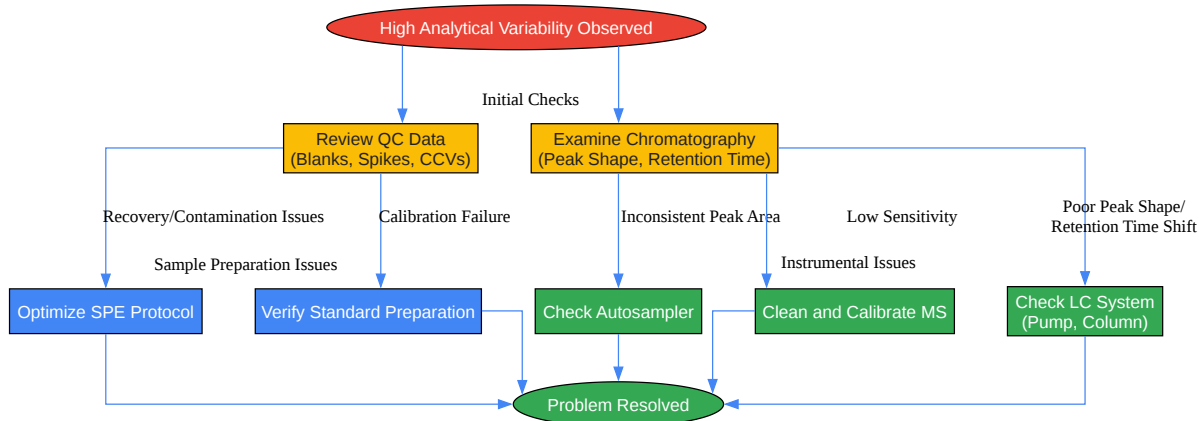 High Analytical Variability Observed
Initial Checks
Review QC Data
(Blanks, Spikes, CCVs)
Examine Chromatography
(Peak Shape, Retention Time)
Recovery/Contamination Issues
Calibration Failure
Inconsistent Peak Area
Low Sensitivity
Poor Peak Shape/
Retention Time Shift
Sample Preparation Issues
Instrumental Issues
Optimize SPE Protocol
Verify Standard Preparation
Check Autosampler
Clean and Calibrate MS
Check LC System
(Pump, Column)
Problem Resolved